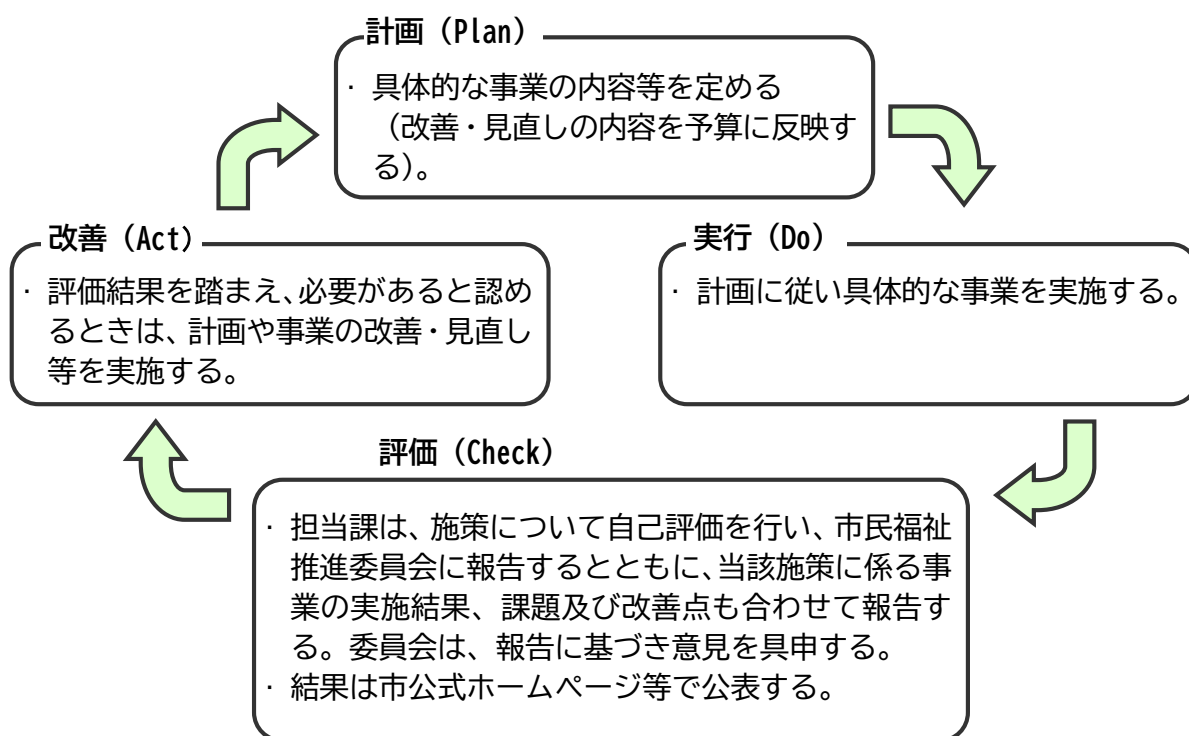 計画（Plan）
· 具体的な事業の内容等を定める
（改善・見直しの内容を予算に反映す
る）。
改善（Act）
· 評価結果を踏まえ、必要があると認め
るときは、計画や事業の改善・見直し
等を実施する。
実行（Do）
· 計画に従い具体的な事業を実施する。
評価（Check）
· 担当課は、施策について自己評価を行い、市民福祉
推進委員会に報告するとともに、当該施策に係る事
業の実施結果、課題及び改善点も合わせて報告す
る。委員会は、報告に基づき意見を具申する。
· 結果は市公式ホームページ等で公表する。